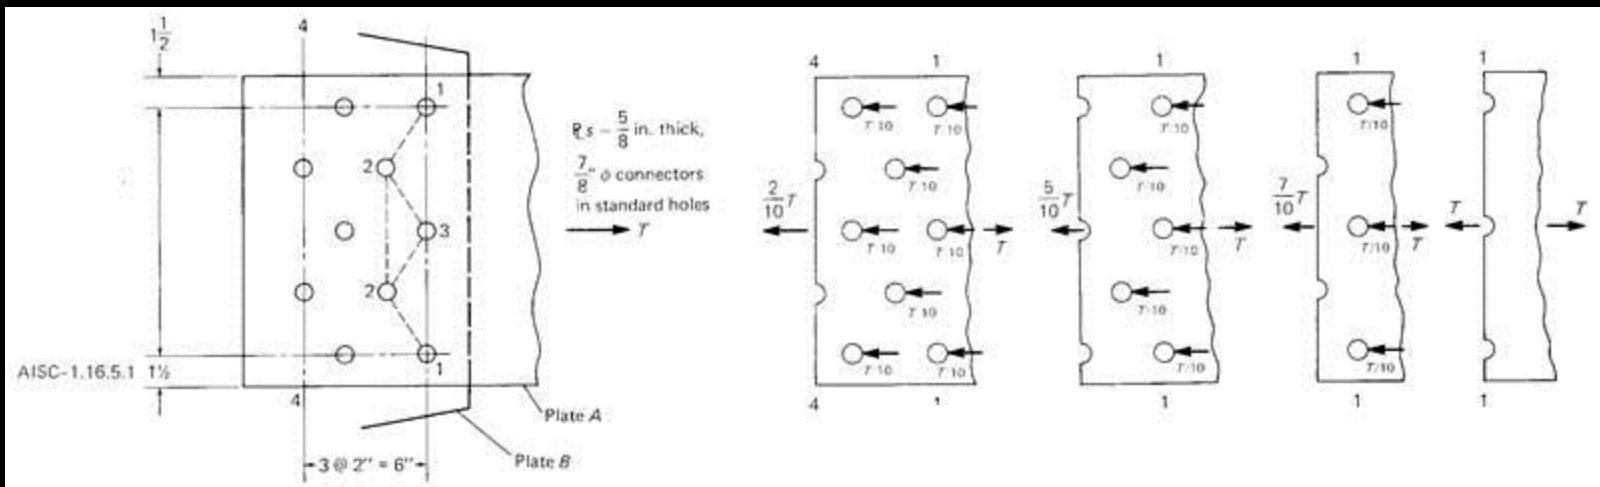 1 1/2
4
1
2
3
2
1
AISC-1.16.5.1 1½
4
3 @ 2" = 6"
Plate A
Plate B
℄s – 5/8 in. thick,
7/8" ϕ connectors
in standard holes
T
4 1
T/10 T/10
T/10
2/10 T
T/10 T/10 T
T/10
T/10 T/10
4 1
1
T/10
T/10
5/10 T
T/10 T
T/10
T/10
1
1
T/10
7/10 T
T/10 T
T/10
1
1
T T
1